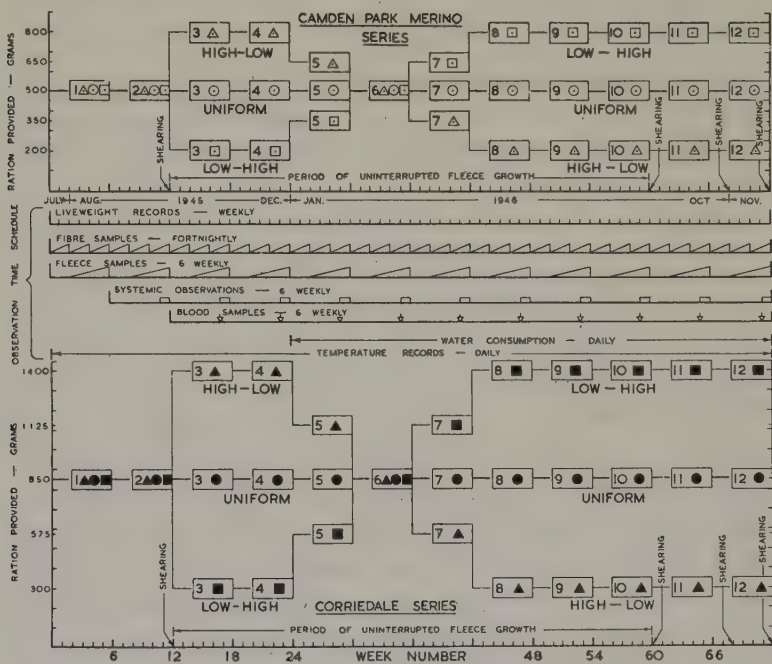 CAMDEN PARK MERINO
SERIES
RATION PROVIDED — GRAMS
800
650
500
350
200
3 4
HIGH-LOW
5
1 2
3 4 5
UNIFORM
3 4
LOW-HIGH
5
6
7
8 9 10 11 12
LOW — HIGH
7 8 9 10 11 12
UNIFORM
7
8 9 10 11 12
HIGH — LOW
SHEARING
SHEARING
SHEARING
SHEARING
PERIOD OF UNINTERRUPTED FLEECE GROWTH
JULY AUG. 1945 DEC. JAN. 1946 OCT NOV.
OBSERVATION TIME SCHEDULE
LIVEWEIGHT RECORDS — WEEKLY
FIBRE SAMPLES — FORTNIGHTLY
FLEECE SAMPLES — 6 WEEKLY
SYSTEMIC OBSERVATIONS — 6 WEEKLY
BLOOD SAMPLES — 6 WEEKLY
WATER CONSUMPTION — DAILY
TEMPERATURE RECORDS — DAILY
RATION PROVIDED — GRAMS
1400
1125
850
575
300
3 4
HIGH-LOW
5
1 2
3 4 5
UNIFORM
5
3 4
LOW-HIGH
6
7
8 9 10 11 12
LOW — HIGH
7 8 9 10 11 12
UNIFORM
7
8 9 10 11 12
HIGH — LOW
SHEARING
SHEARING
SHEARING
SHEARING
CORRIEDALE SERIES
PERIOD OF UNINTERRUPTED FLEECE GROWTH
6 12 18 24 WEEK NUMBER 48 54 60 66